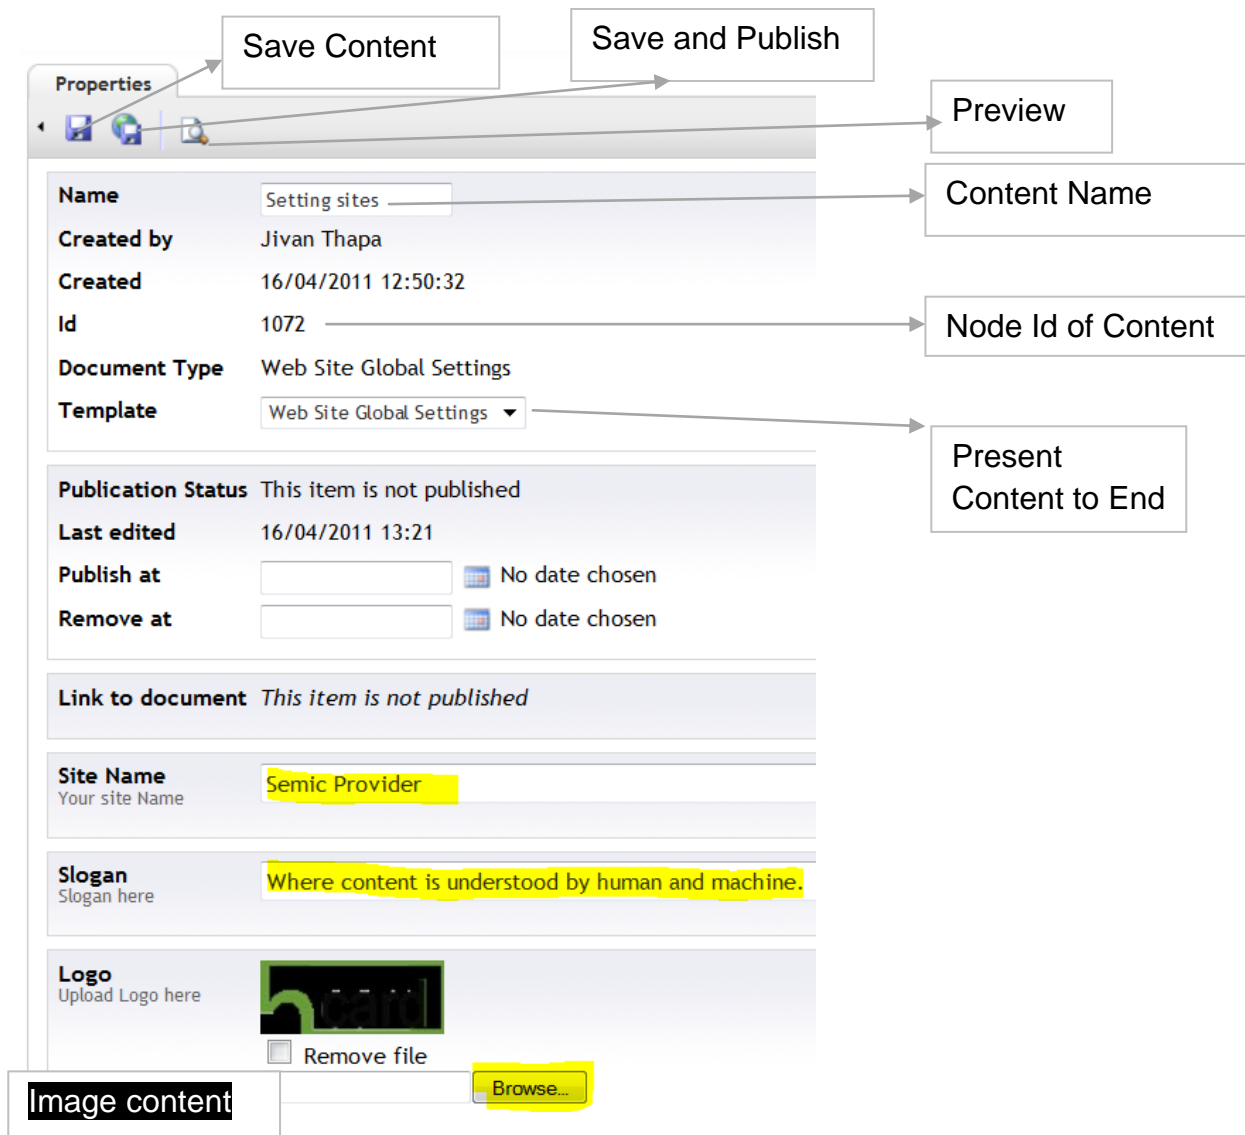 Save Content
Save and Publish
Properties
Preview
Name Setting sites
Content Name
Created by Jivan Thapa
Created 16/04/2011 12:50:32
Id 1072
Node Id of Content
Document Type Web Site Global Settings
Template Web Site Global Settings
Present
Content to End
Publication Status This item is not published
Last edited 16/04/2011 13:21
Publish at No date chosen
Remove at No date chosen
Link to document This item is not published
Site Name Semic Provider
Your site Name
Slogan Where content is understood by human and machine.
Slogan here
Logo
Upload Logo here
card
Remove file
Browse...
Image content